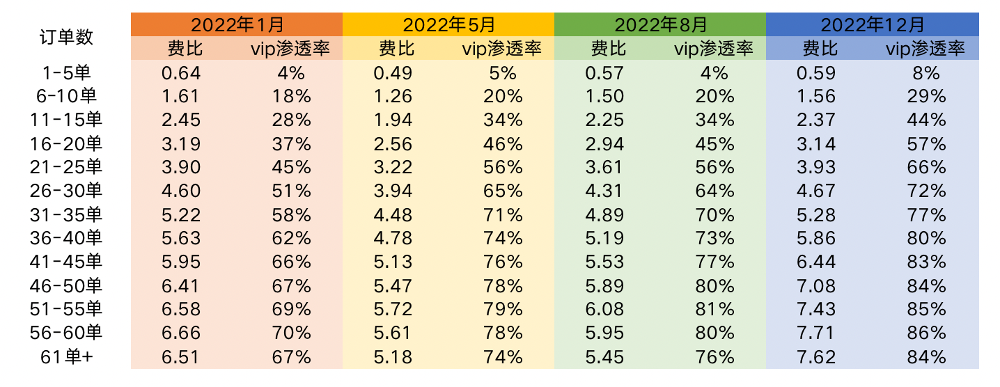 订单数 2022年1月 2022年5月 2022年8月 2022年12月
费比 vip渗透率 费比 vip渗透率 费比 vip渗透率 费比 vip渗透率
1-5单 0.64 4% 0.49 5% 0.57 4% 0.59 8%
6-10单 1.61 18% 1.26 20% 1.50 20% 1.56 29%
11-15单 2.45 28% 1.94 34% 2.25 34% 2.37 44%
16-20单 3.19 37% 2.56 46% 2.94 45% 3.14 57%
21-25单 3.90 45% 3.22 56% 3.61 56% 3.93 66%
26-30单 4.60 51% 3.94 65% 4.31 64% 4.67 72%
31-35单 5.22 58% 4.48 71% 4.89 70% 5.28 77%
36-40单 5.63 62% 4.78 74% 5.19 73% 5.86 80%
41-45单 5.95 66% 5.13 76% 5.53 77% 6.44 83%
46-50单 6.41 67% 5.47 78% 5.89 80% 7.08 84%
51-55单 6.58 69% 5.72 79% 6.08 81% 7.43 85%
56-60单 6.66 70% 5.61 78% 5.95 80% 7.71 86%
61单+ 6.51 67% 5.18 74% 5.45 76% 7.62 84%